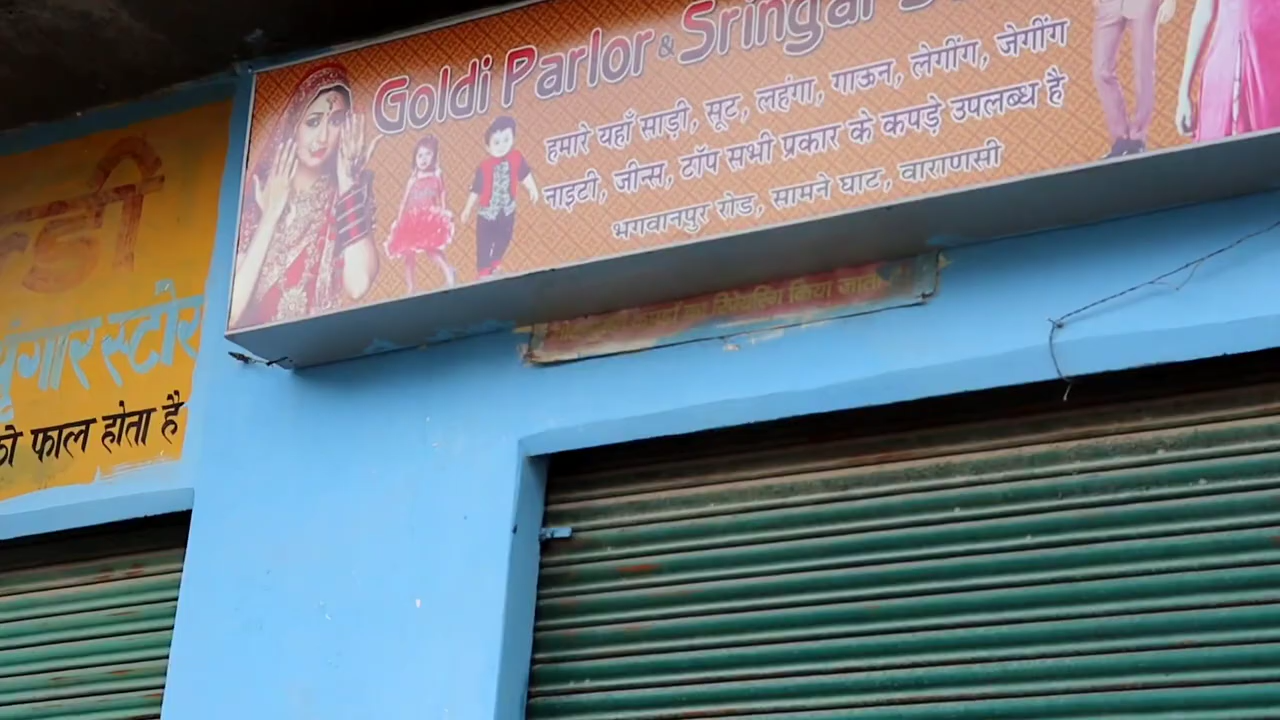 Goldi Parlor & Sringar
हमारे यहाँ साड़ी, सूट, लहंगा, गाऊन, लेगींग, जेगींग
नाइटी, जीन्स, टॉप सभी प्रकार के कपड़े उपलब्ध है
भगवानपुर रोड, सामने घाट, वाराणसी
किया जाता
डी
स्टोर
को फाल होता है